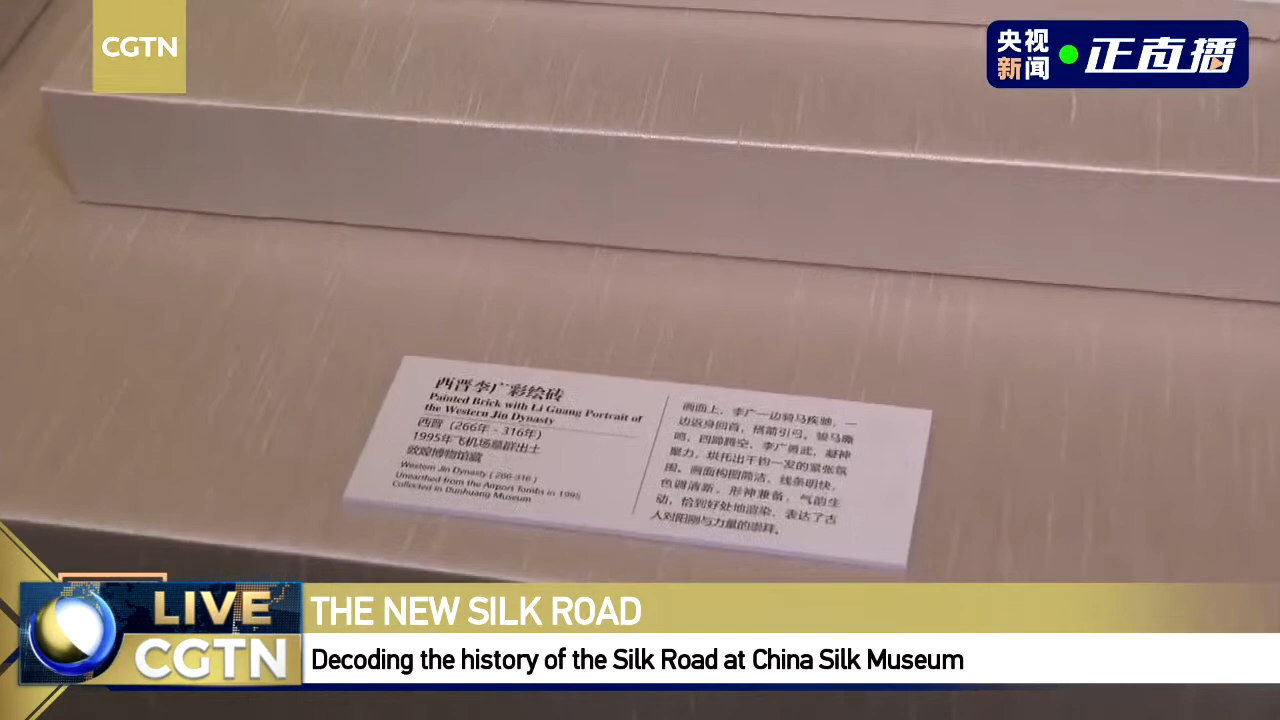 CGTN
央视
新闻
正直播
西晋李广彩绘砖
Painted Brick with Li Guang Portrait of
the Western Jin Dynasty
西晋（266年 - 316年）
1995年飞机场墓群出土
敦煌博物馆藏
Western Jin Dynasty ( 266-316 )
Unearthed from the Airport Tombs in 1995
Collected in Dunhuang Museum
画面上，李广一边骑马疾驰，一
边返身回首，搭箭引弓。骏马嘶
鸣，四蹄腾空，李广勇武，凝神
聚力，烘托出千钧一发的紧张氛
围。画面构图简洁，线条明快，
色调清新，形神兼备，气韵生
动，恰到好处地渲染、表达了古
人对阳刚与力量的崇拜。
LIVE
CGTN
THE NEW SILK ROAD
Decoding the history of the Silk Road at China Silk Museum